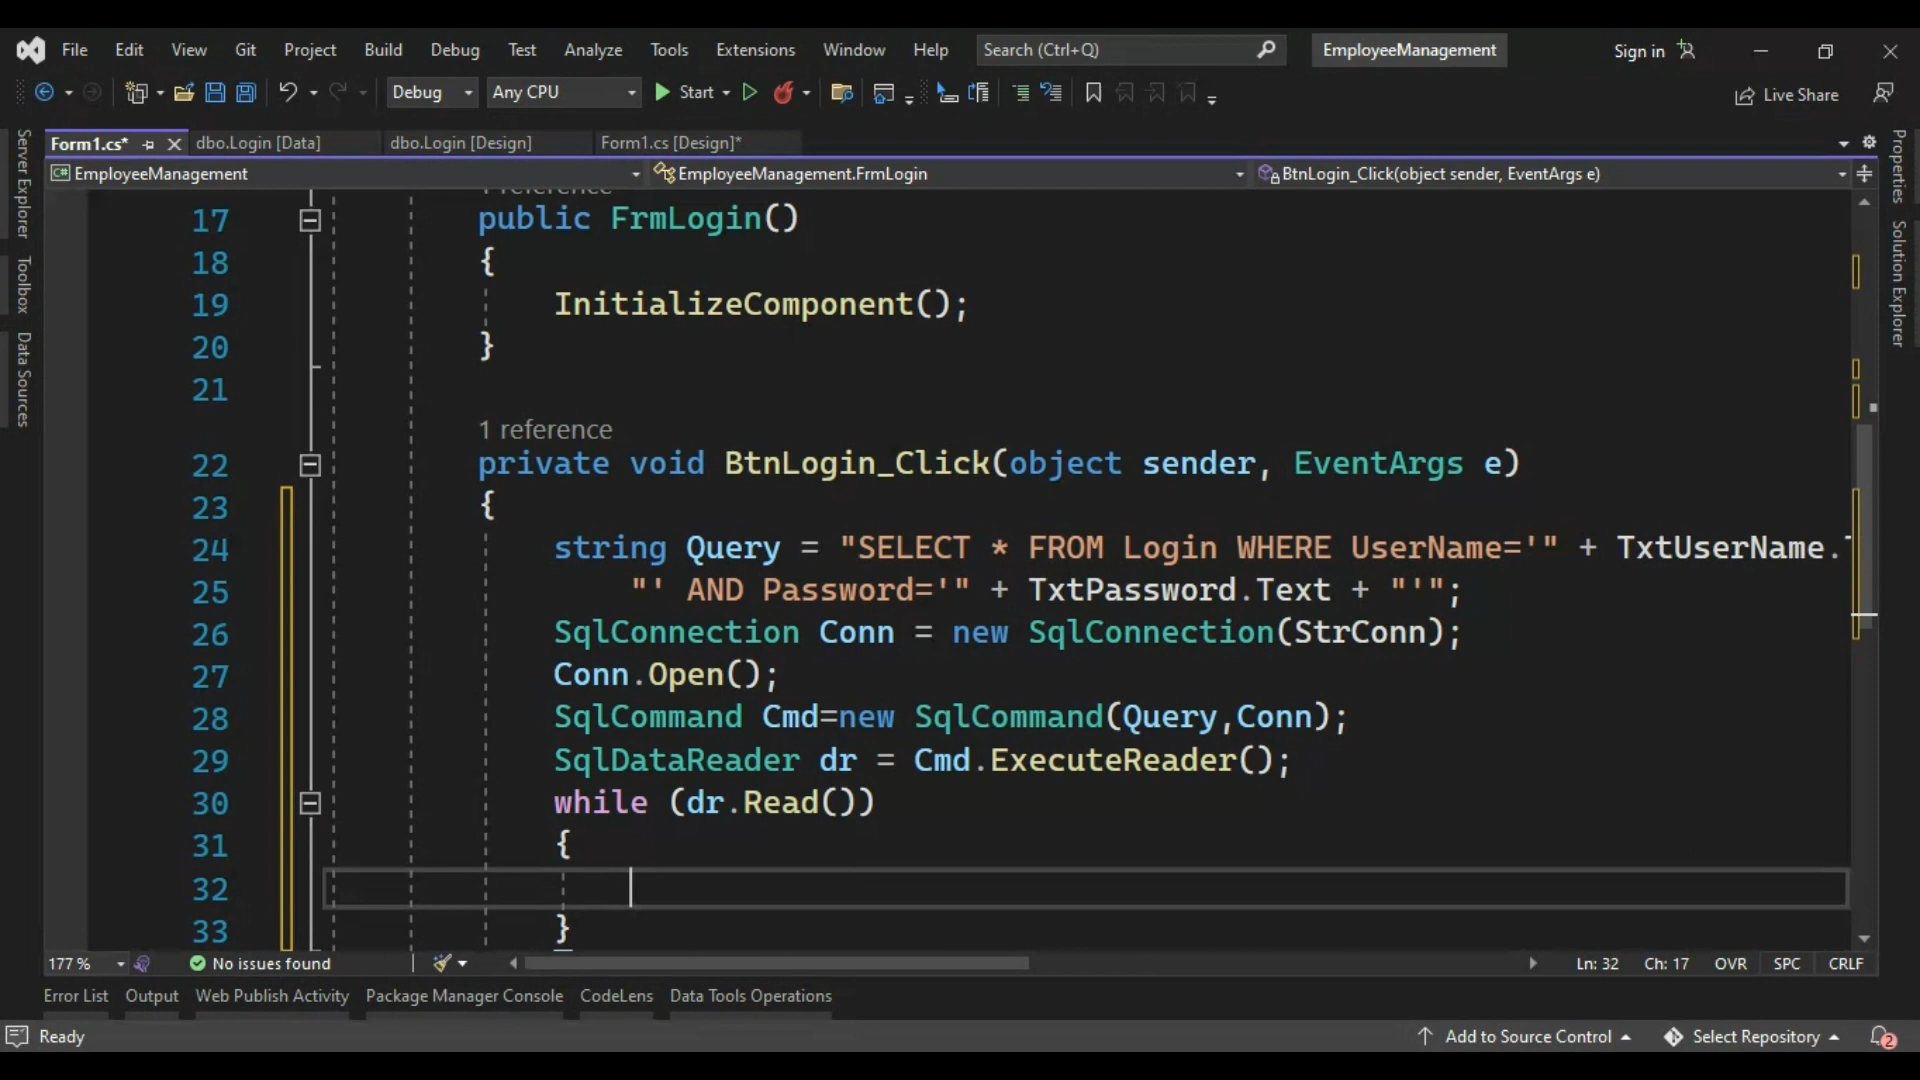 File Edit View Git Project Build Debug Test Analyze Tools Extensions Window Help Search (Ctrl+Q) EmployeeManagement Sign in
Debug Any CPU Start Live Share
Form1.cs* dbo.Login [Data] dbo.Login [Design] Form1.cs [Design]*
EmployeeManagement EmployeeManagement.FrmLogin BtnLogin_Click(object sender, EventArgs e)
Server Explorer
Toolbox
Data Sources
Properties
Solution Explorer
1 reference
17 public FrmLogin()
18 {
19 InitializeComponent();
20 }
21
1 reference
22 private void BtnLogin_Click(object sender, EventArgs e)
23 {
24 string Query = "SELECT * FROM Login WHERE UserName='" + TxtUserName.
25 "' AND Password='" + TxtPassword.Text + "'";
26 SqlConnection Conn = new SqlConnection(StrConn);
27 Conn.Open();
28 SqlCommand Cmd=new SqlCommand(Query,Conn);
29 SqlDataReader dr = Cmd.ExecuteReader();
30 while (dr.Read())
31 {
32
33 }
177 % No issues found Ln: 32 Ch: 17 OVR SPC CRLF
Error List Output Web Publish Activity Package Manager Console CodeLens Data Tools Operations
Ready Add to Source Control Select Repository 2